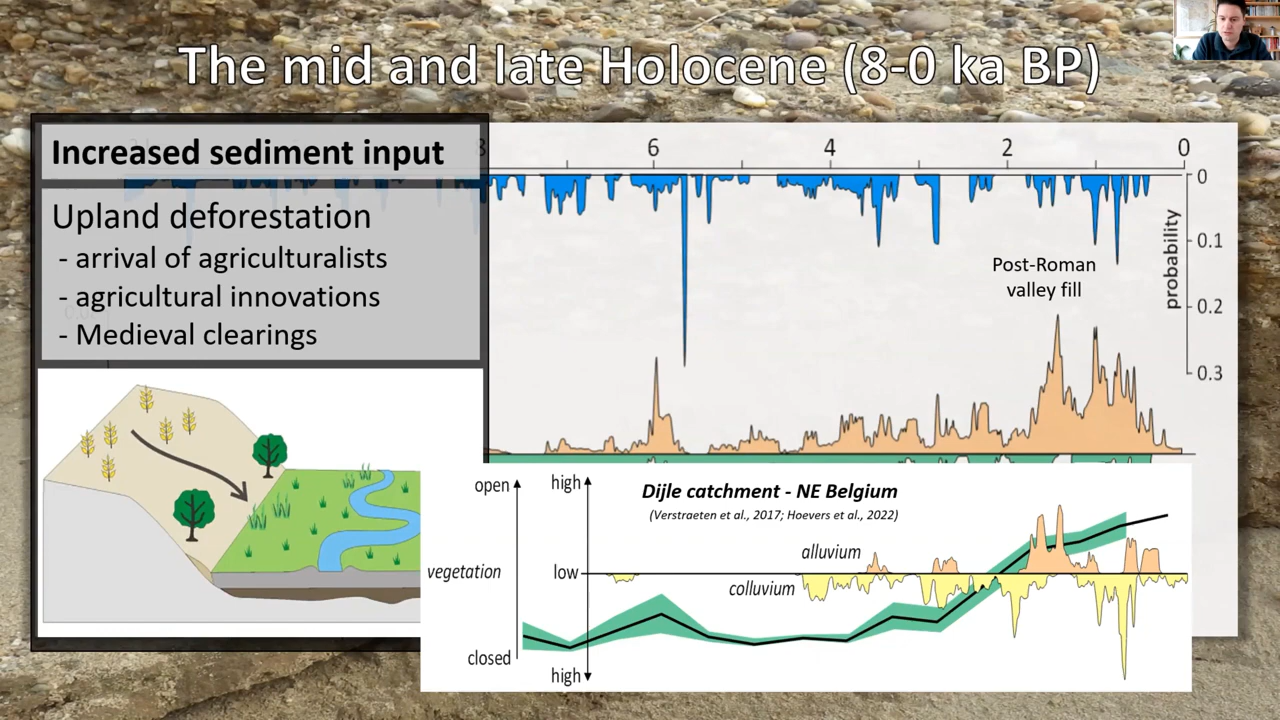 The mid and late Holocene (8-0 ka BP)
Increased sediment input
Upland deforestation
- arrival of agriculturalists
- agricultural innovations
- Medieval clearings
8 6 4 2 0
0
0.1
0.2
0.3
probability
Post-Roman
valley fill
Dijle catchment - NE Belgium
(Verstraeten et al., 2017; Hoevers et al., 2022)
open
vegetation
closed
high
low
high
alluvium
colluvium